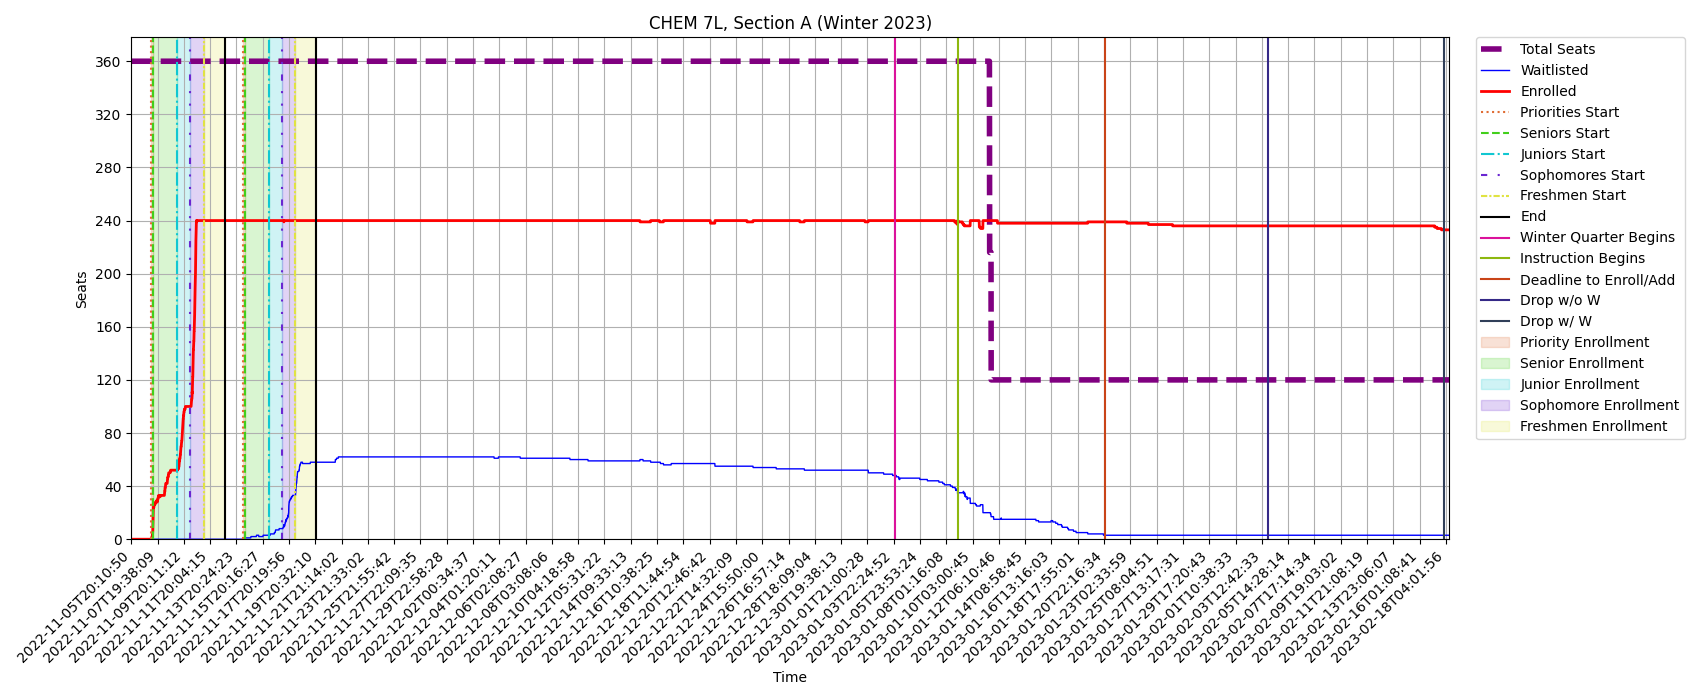 CHEM 7L, Section A (Winter 2023)
Seats
360
320
280
240
200
160
120
80
40
0
2022-11-05T20:10:50
2022-11-07T19:38:09
2022-11-09T20:11:12
2022-11-11T20:04:15
2022-11-13T20:24:23
2022-11-15T20:16:27
2022-11-17T20:19:56
2022-11-19T20:32:10
2022-11-21T21:14:02
2022-11-23T21:33:02
2022-11-25T21:55:42
2022-11-27T22:09:35
2022-11-29T22:58:28
2022-12-02T00:34:37
2022-12-04T01:20:11
2022-12-06T02:08:27
2022-12-08T03:08:06
2022-12-10T04:18:58
2022-12-12T05:31:22
2022-12-14T09:33:13
2022-12-16T10:38:25
2022-12-18T11:44:54
2022-12-20T12:46:42
2022-12-22T14:32:09
2022-12-24T15:50:00
2022-12-26T16:57:14
2022-12-28T18:09:04
2022-12-30T19:38:13
2023-01-01T21:00:28
2023-01-03T22:24:52
2023-01-05T23:53:24
2023-01-08T01:16:08
2023-01-10T03:00:45
2023-01-12T06:10:46
2023-01-14T09:58:45
2023-01-16T13:16:03
2023-01-18T17:55:01
2023-01-20T22:16:34
2023-01-23T02:33:59
2023-01-25T08:04:51
2023-01-27T13:17:31
2023-01-29T17:20:43
2023-02-01T10:38:33
2023-02-03T12:42:33
2023-02-05T14:28:14
2023-02-07T17:14:34
2023-02-09T19:03:02
2023-02-11T21:08:19
2023-02-13T23:06:07
2023-02-16T01:08:41
2023-02-18T04:01:56
Time
Total Seats
Waitlisted
Enrolled
Priorities Start
Seniors Start
Juniors Start
Sophomores Start
Freshmen Start
End
Winter Quarter Begins
Instruction Begins
Deadline to Enroll/Add
Drop w/o W
Drop w/ W
Priority Enrollment
Senior Enrollment
Junior Enrollment
Sophomore Enrollment
Freshmen Enrollment